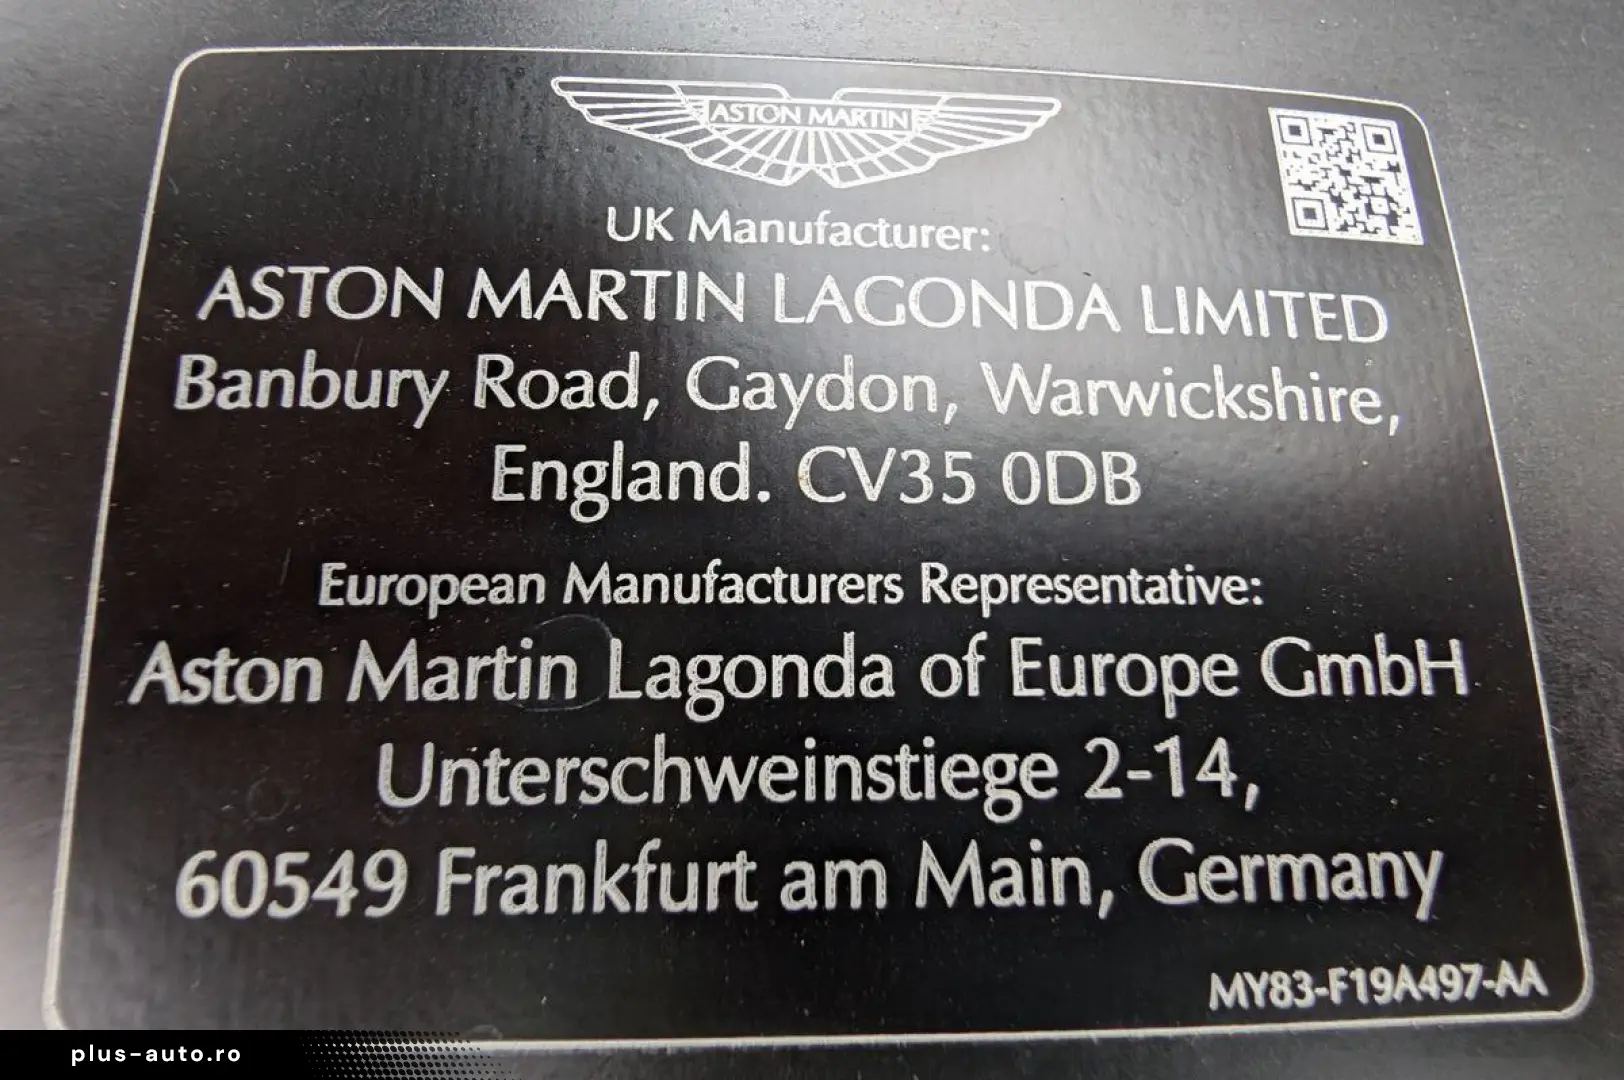 ASTON MARTIN
UK Manufacturer:
ASTON MARTIN LAGONDA LIMITED
Banbury Road, Gaydon, Warwickshire,
England. CV35 0DB
European Manufacturers Representative:
Aston Martin Lagonda of Europe GmbH
Unterschweinstiege 2-14,
60549 Frankfurt am Main, Germany
MY83-F19A497-AA
plus-auto.ro